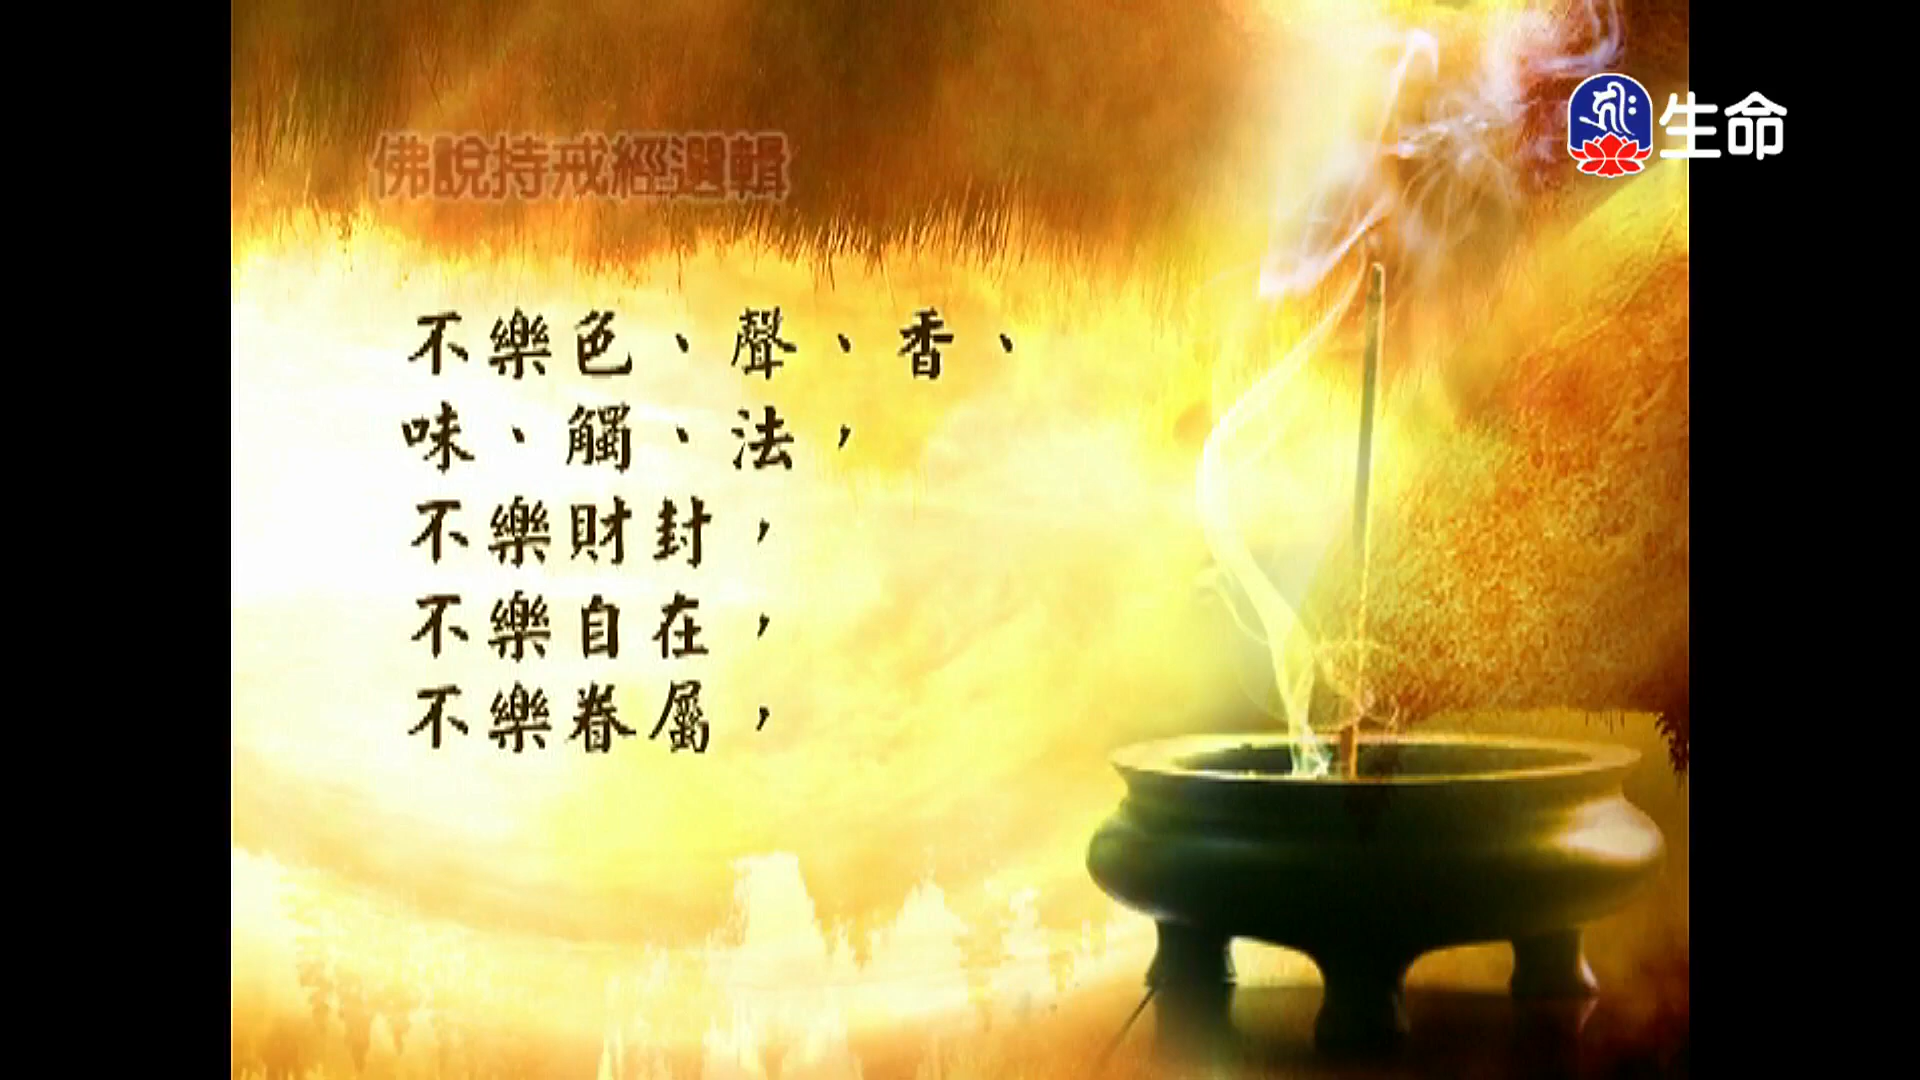 佛說持戒經選輯
生命
不樂色、聲、香、
味、觸、法，
不樂財封，
不樂自在，
不樂眷屬，